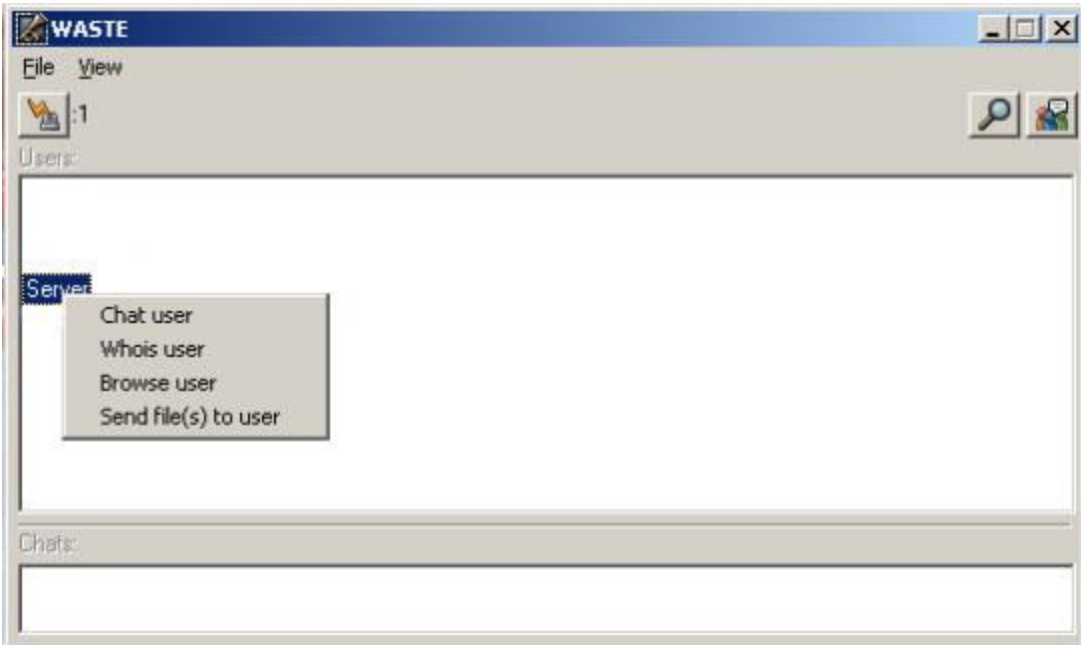 WASTE
File View
:1
Users:
Server
Chat user
Whois user
Browse user
Send file(s) to user
Chats: